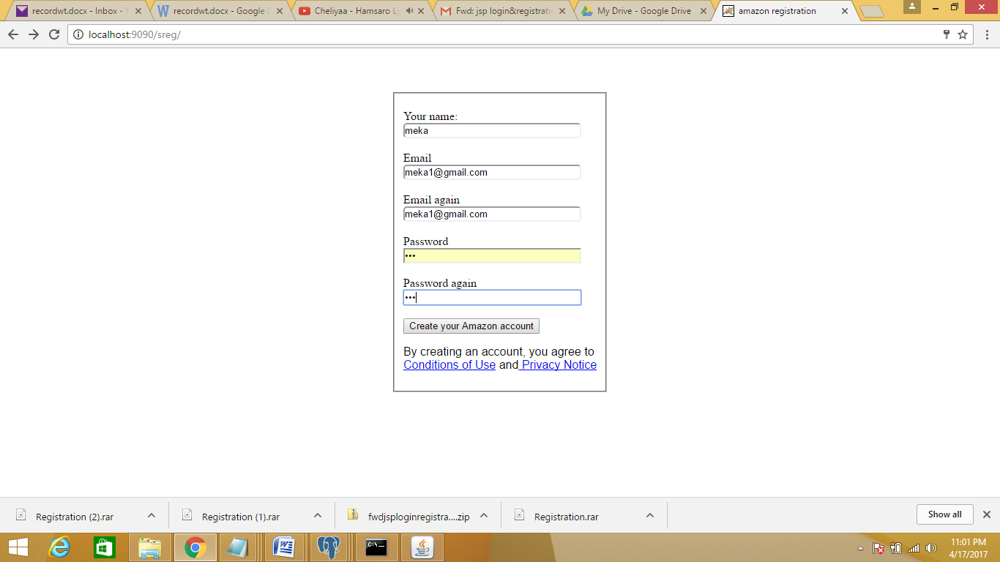 recordwt.docx - Inbox - Y
recordwt.docx - Google D
Cheliyaa - Hamsaro Ly
Fwd: jsp login&registrati
My Drive - Google Drive
amazon registration
localhost:9090/sreg/
Your name:
meka
Email
meka1@gmail.com
Email again
meka1@gmail.com
Password
•••
Password again
•••
Create your Amazon account
By creating an account, you agree to
Conditions of Use and Privacy Notice
Registration (2).rar
Registration (1).rar
fwdjsploginregistra....zip
Registration.rar
Show all
11:01 PM
4/17/2017